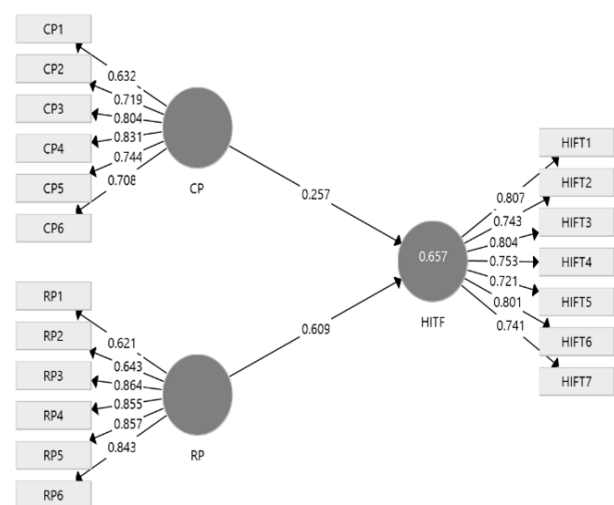 CP1
CP2
CP3
CP4
CP5
CP6
0.632
0.719
0.804
0.831
0.744
0.708
CP
0.257
RP1
RP2
RP3
RP4
RP5
RP6
0.621
0.643
0.864
0.855
0.857
0.843
RP
0.609
0.657
HITF
0.807
0.743
0.804
0.753
0.721
0.801
0.741
HIFT1
HIFT2
HIFT3
HIFT4
HIFT5
HIFT6
HIFT7